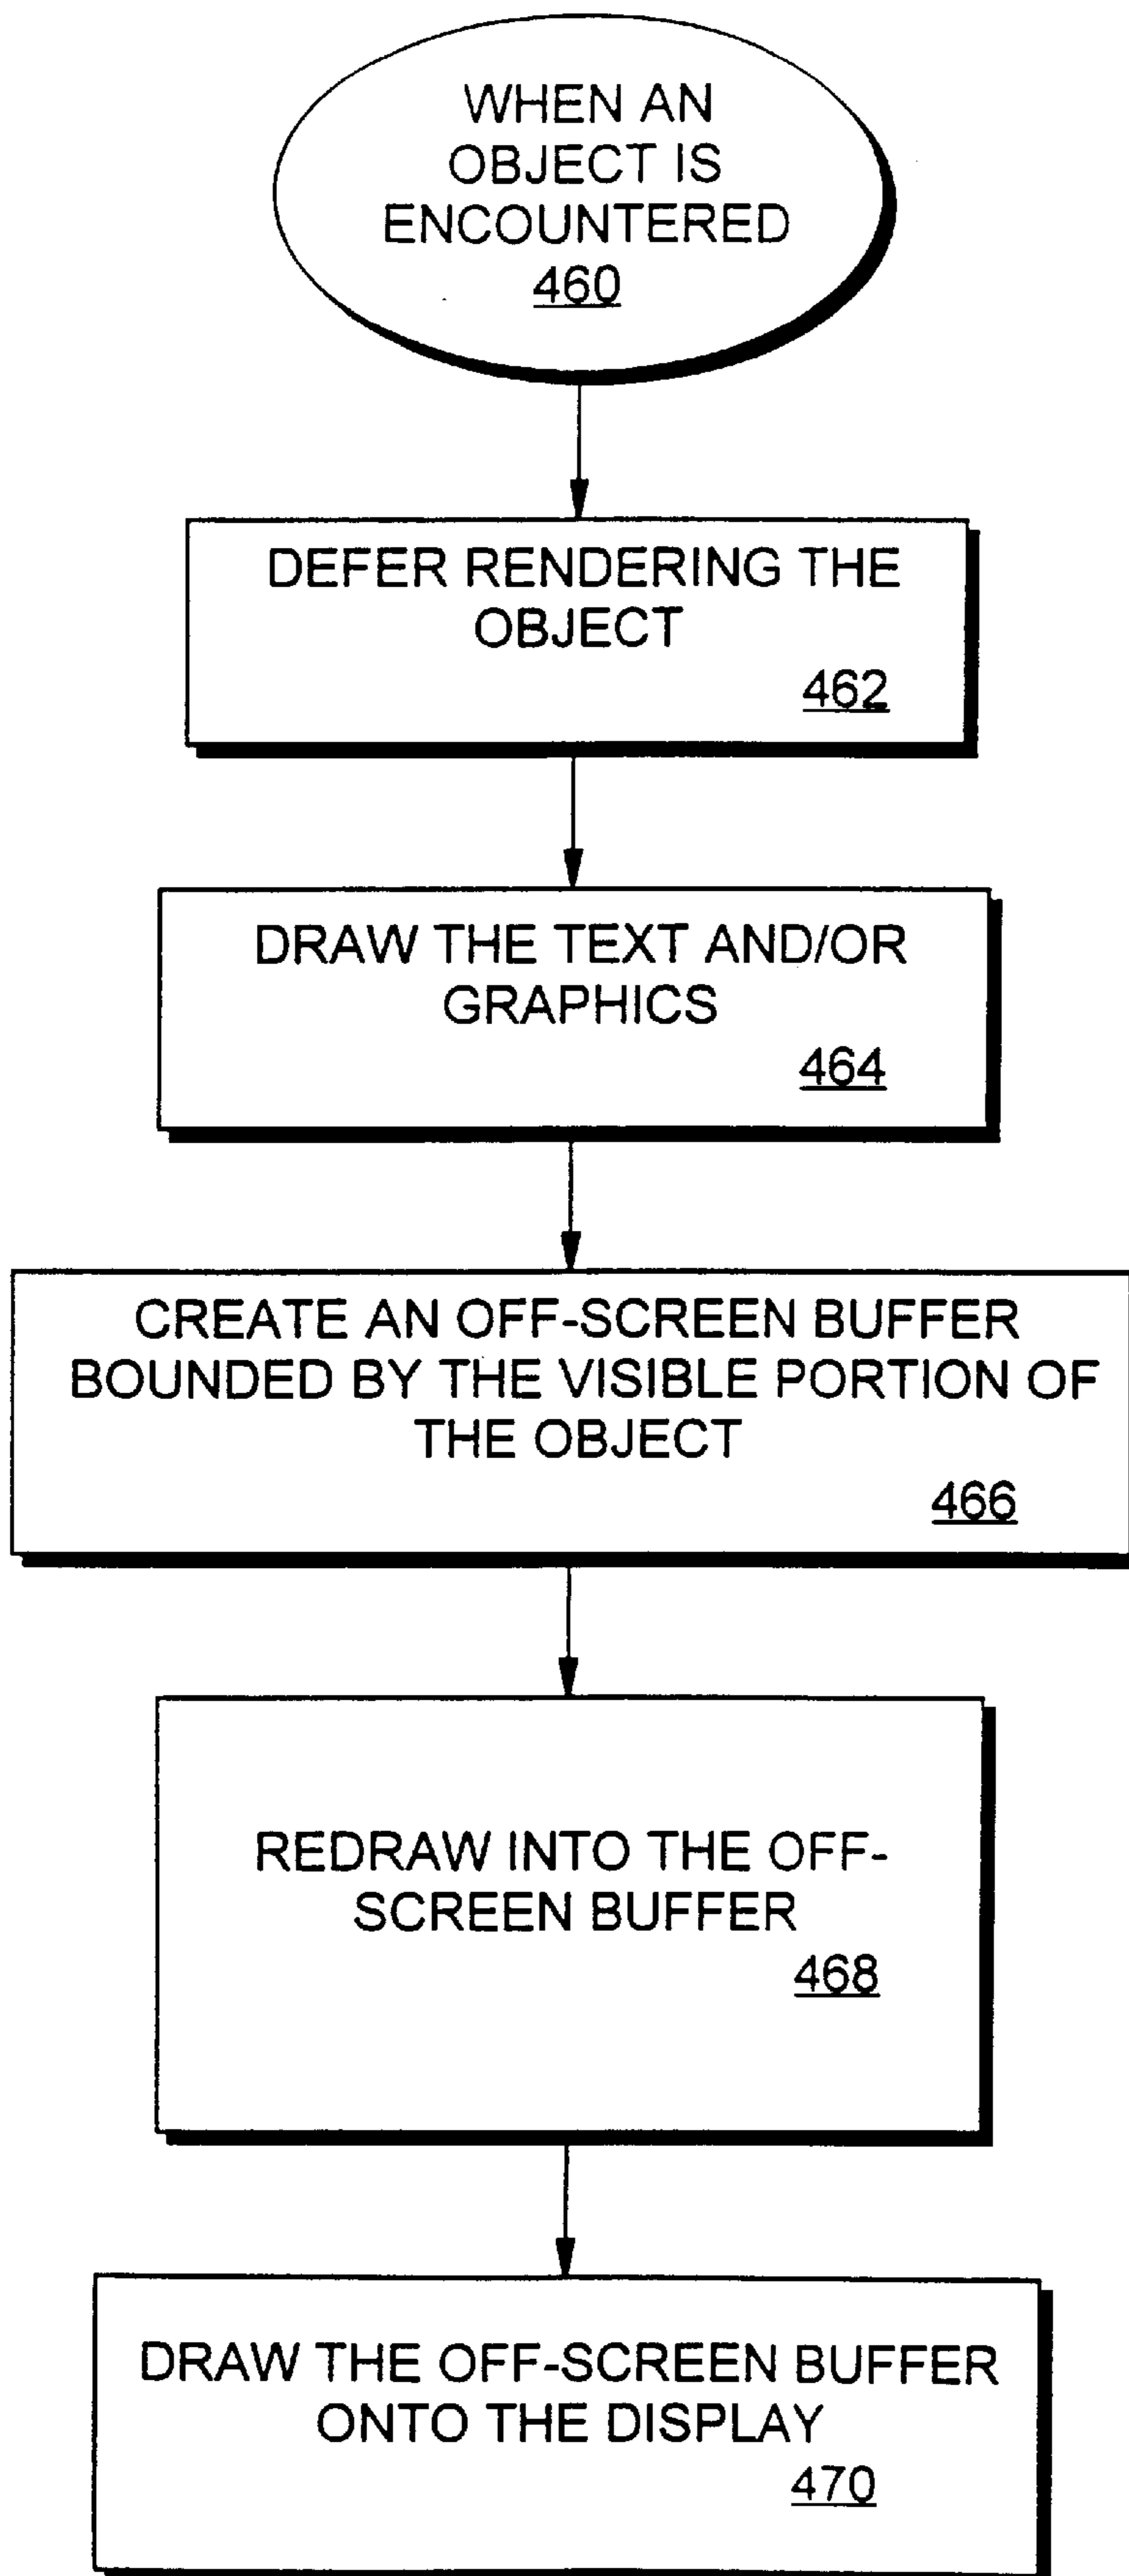 WHEN AN
OBJECT IS
ENCOUNTERED
460
DEFER RENDERING THE
OBJECT
462
DRAW THE TEXT AND/OR
GRAPHICS
464
CREATE AN OFF-SCREEN BUFFER
BOUNDED BY THE VISIBLE PORTION OF
THE OBJECT
466
REDRAW INTO THE OFF-
SCREEN BUFFER
468
DRAW THE OFF-SCREEN BUFFER
ONTO THE DISPLAY
470